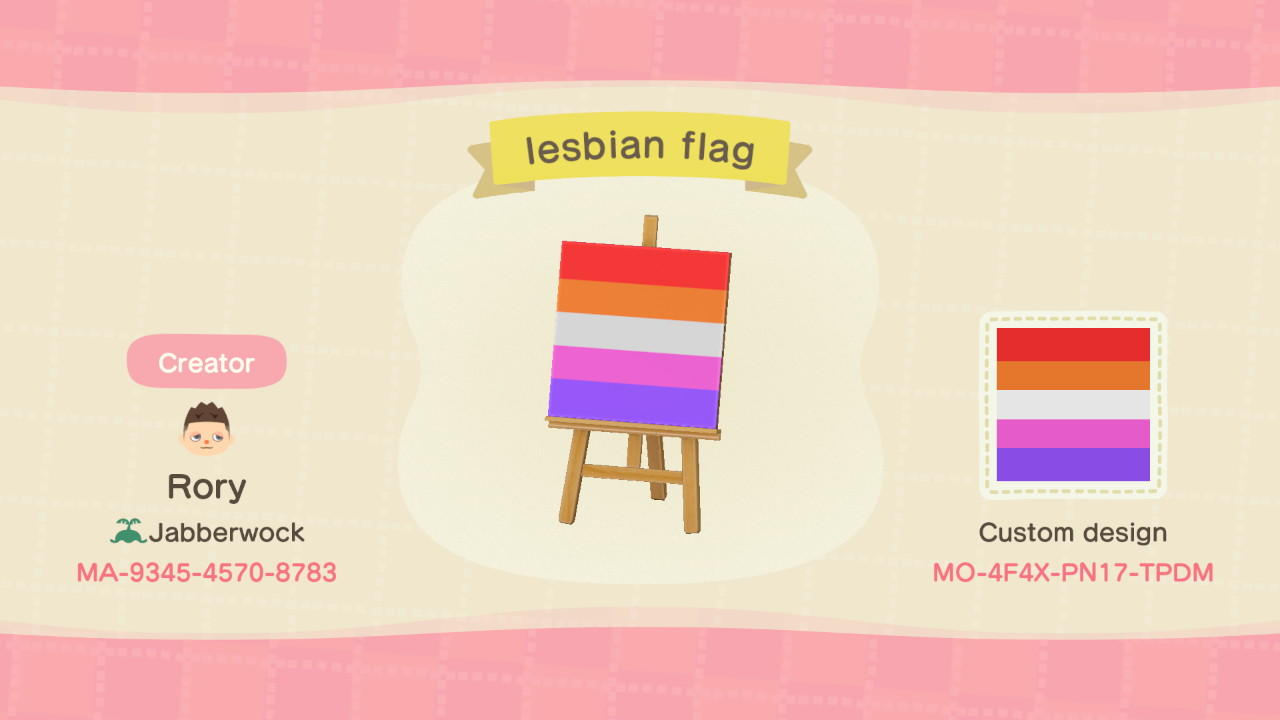 lesbian flag
Creator
Rory
Jabberwock
MA-9345-4570-8783
Custom design
MO-4F4X-PN17-TPDM